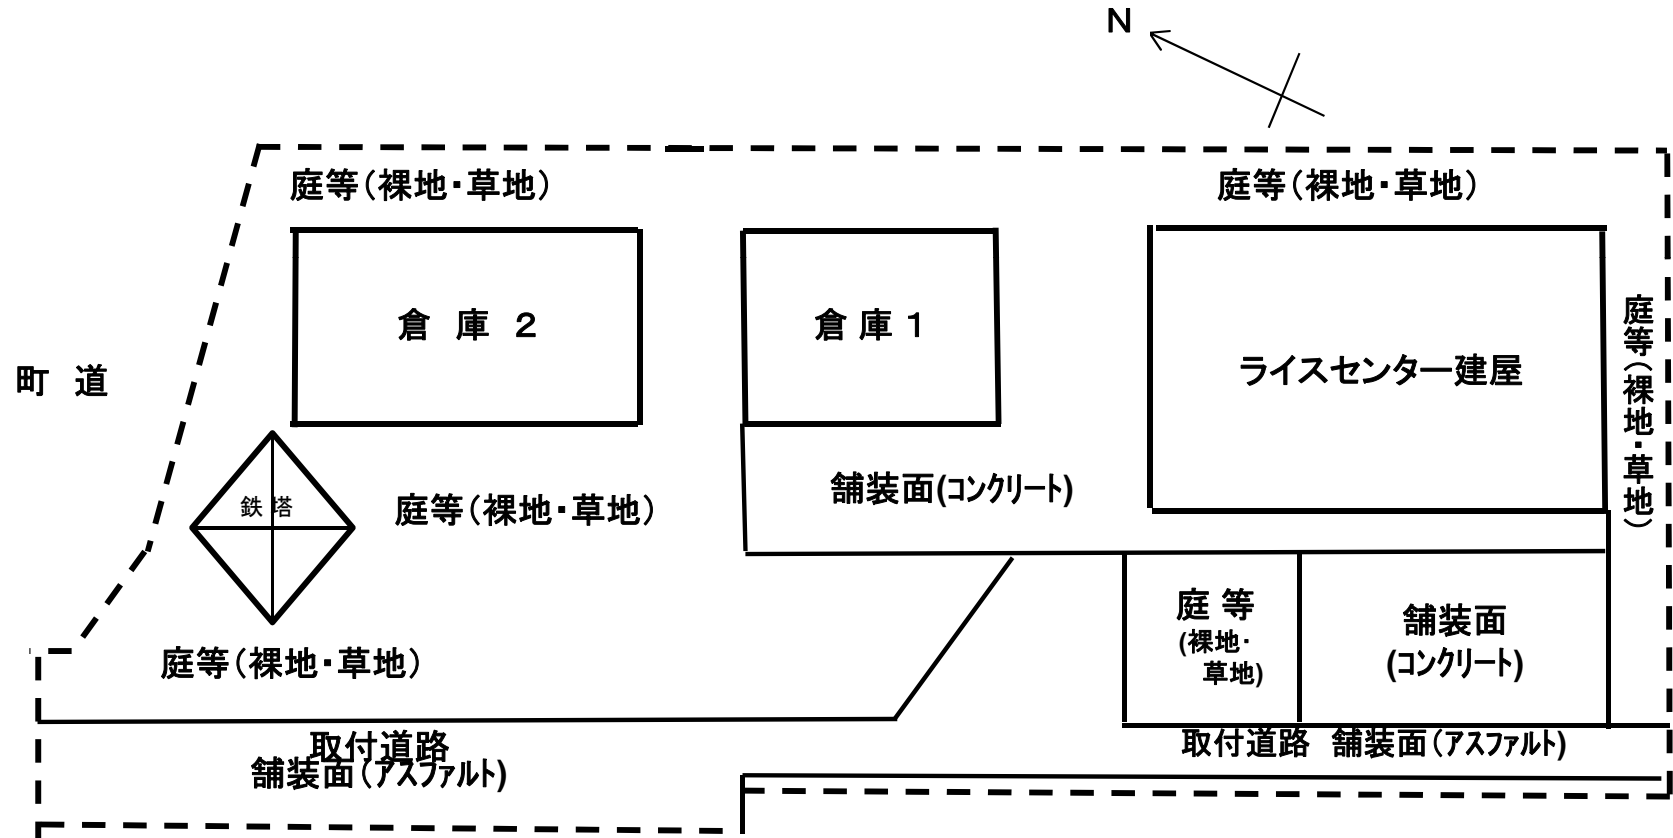 N
庭等(裸地・草地)
庭等(裸地・草地)
倉 庫 2
倉 庫 1
ライスセンター建屋
庭等(裸地・草地)
町 道
鉄 塔
庭等(裸地・草地)
舗装面(コンクリート)
庭 等
(裸地・
草地)
舗装面
(コンクリート)
庭等(裸地・草地)
取付道路
舗装面(アスファルト)
取付道路 舗装面(アスファルト)